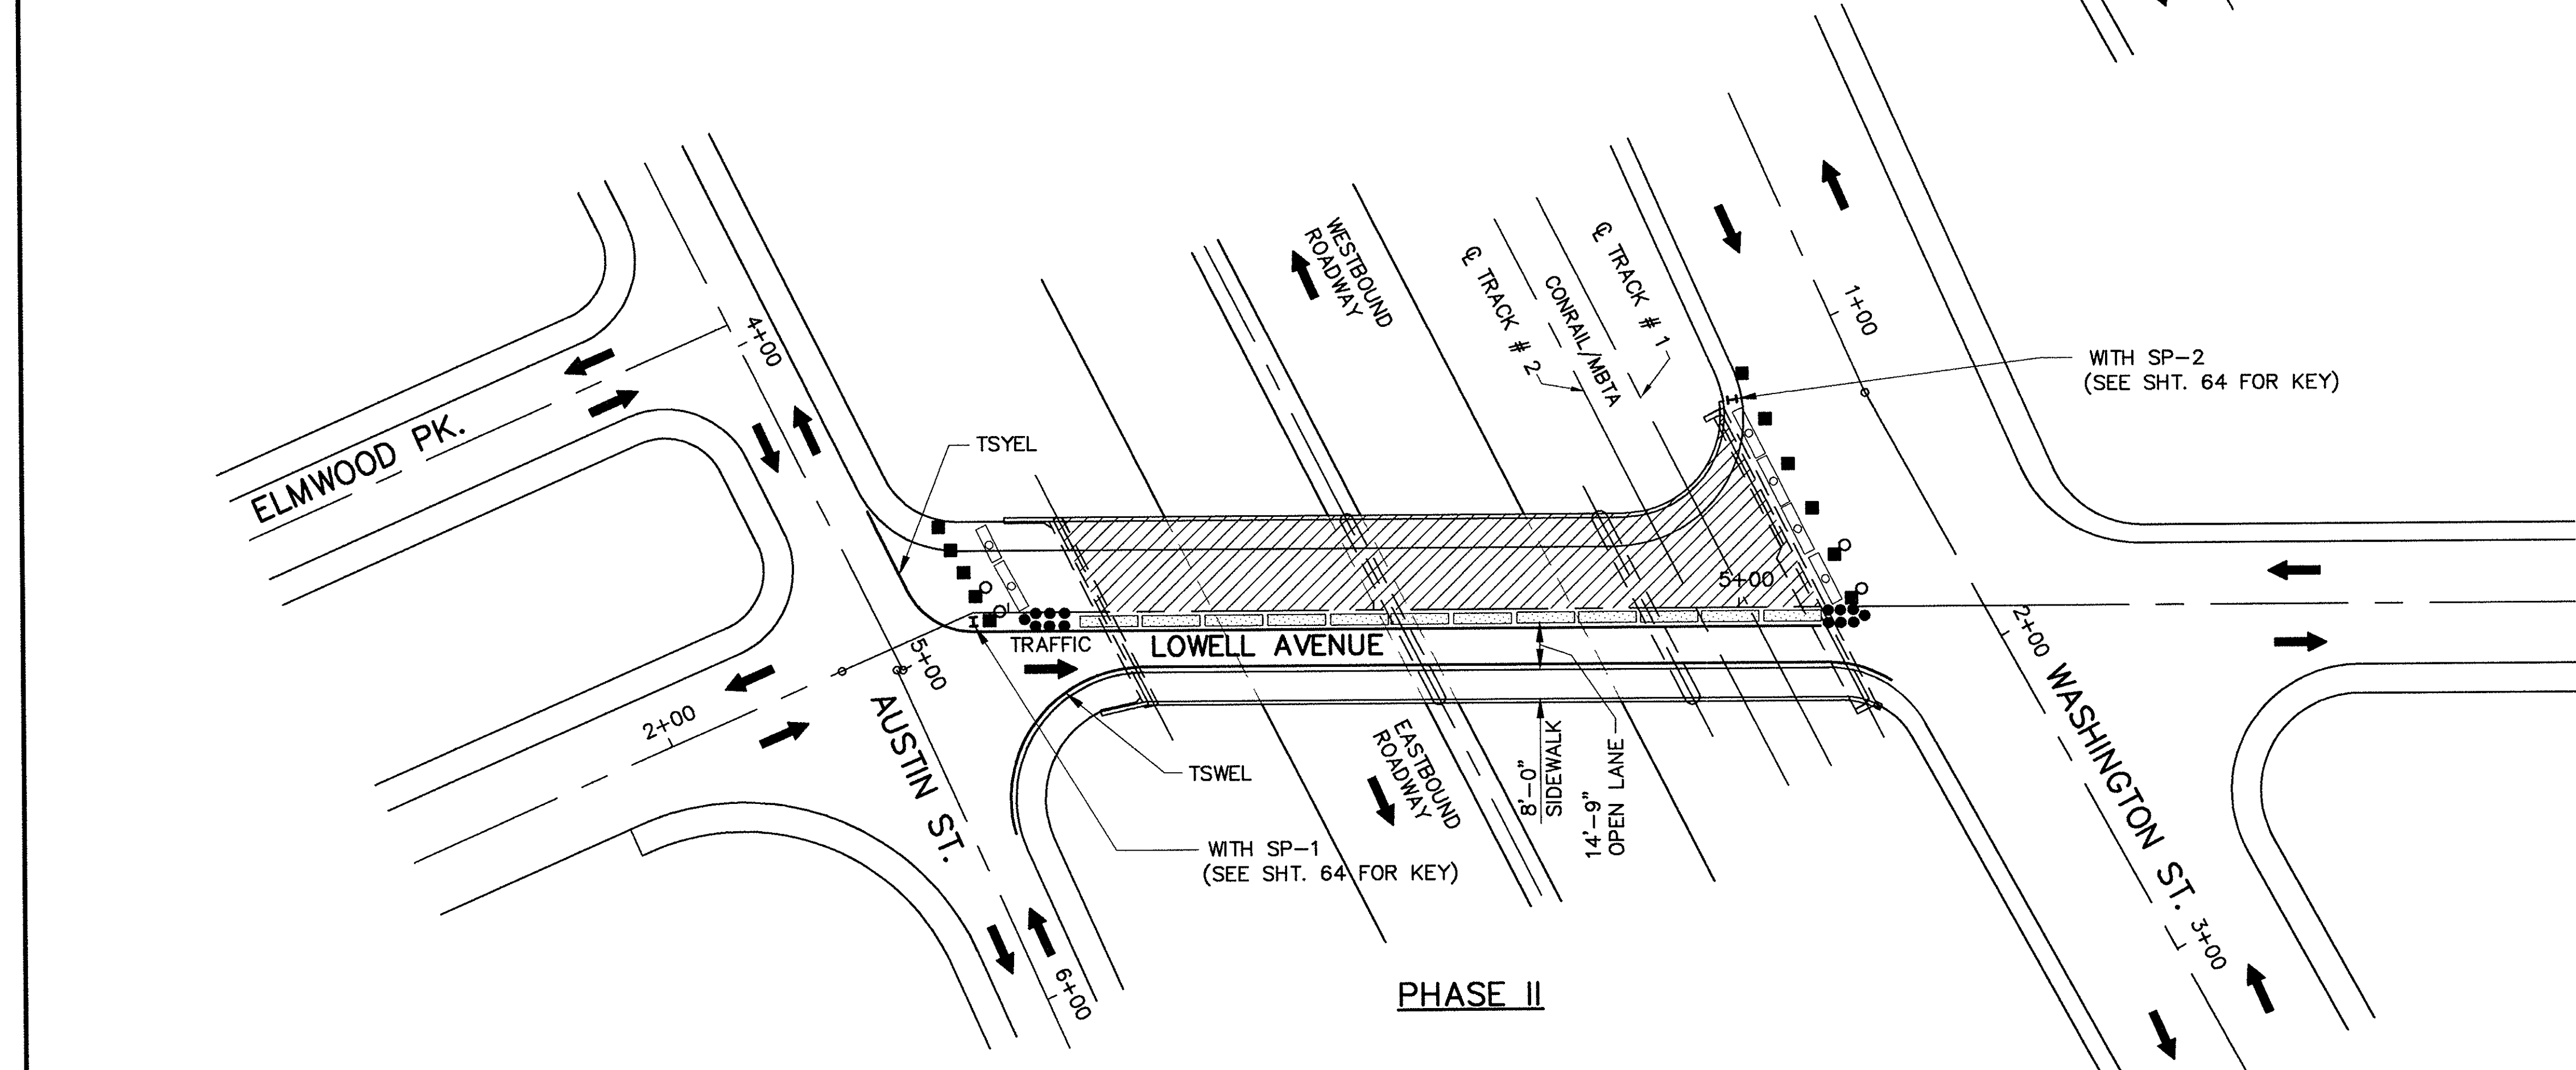 WESTBOUND
ROADWAY
℄ TRACK # 2
CONRAIL/MBTA
℄ TRACK # 1
1+00
4+00
WITH SP-2
(SEE SHT. 64 FOR KEY)
ELMWOOD PK.
TSYEL
5+00
TRAFFIC
LOWELL AVENUE
2+00
5+00
2+00
AUSTIN ST.
WASHINGTON ST.
TSWEL
EASTBOUND
ROADWAY
8'-0"
SIDEWALK
14'-9"
OPEN LANE
WITH SP-1
(SEE SHT. 64 FOR KEY)
3+00
6+00
PHASE II